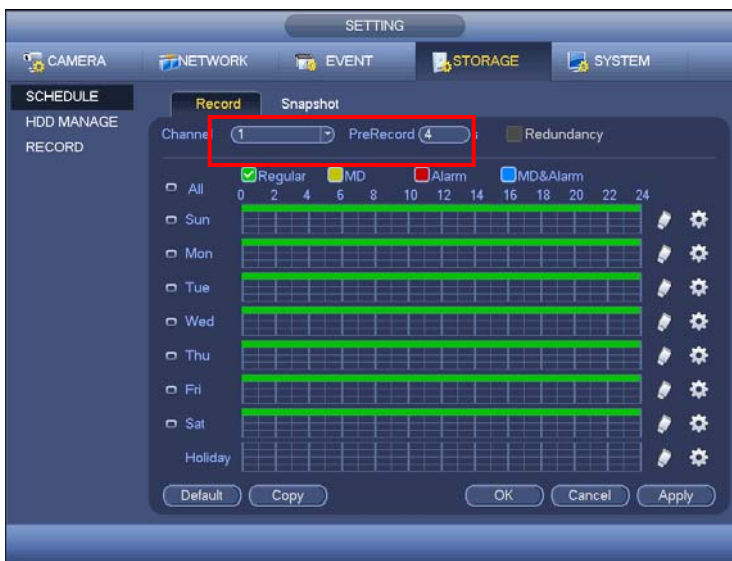 SETTING
CAMERA NETWORK EVENT STORAGE SYSTEM
SCHEDULE
HDD MANAGE
RECORD
Record Snapshot
Channel 1 PreRecord 4 s Redundancy
Regular MD Alarm MD&Alarm
All 0 2 4 6 8 10 12 14 16 18 20 22 24
Sun
Mon
Tue
Wed
Thu
Fri
Sat
Holiday
Default Copy OK Cancel Apply